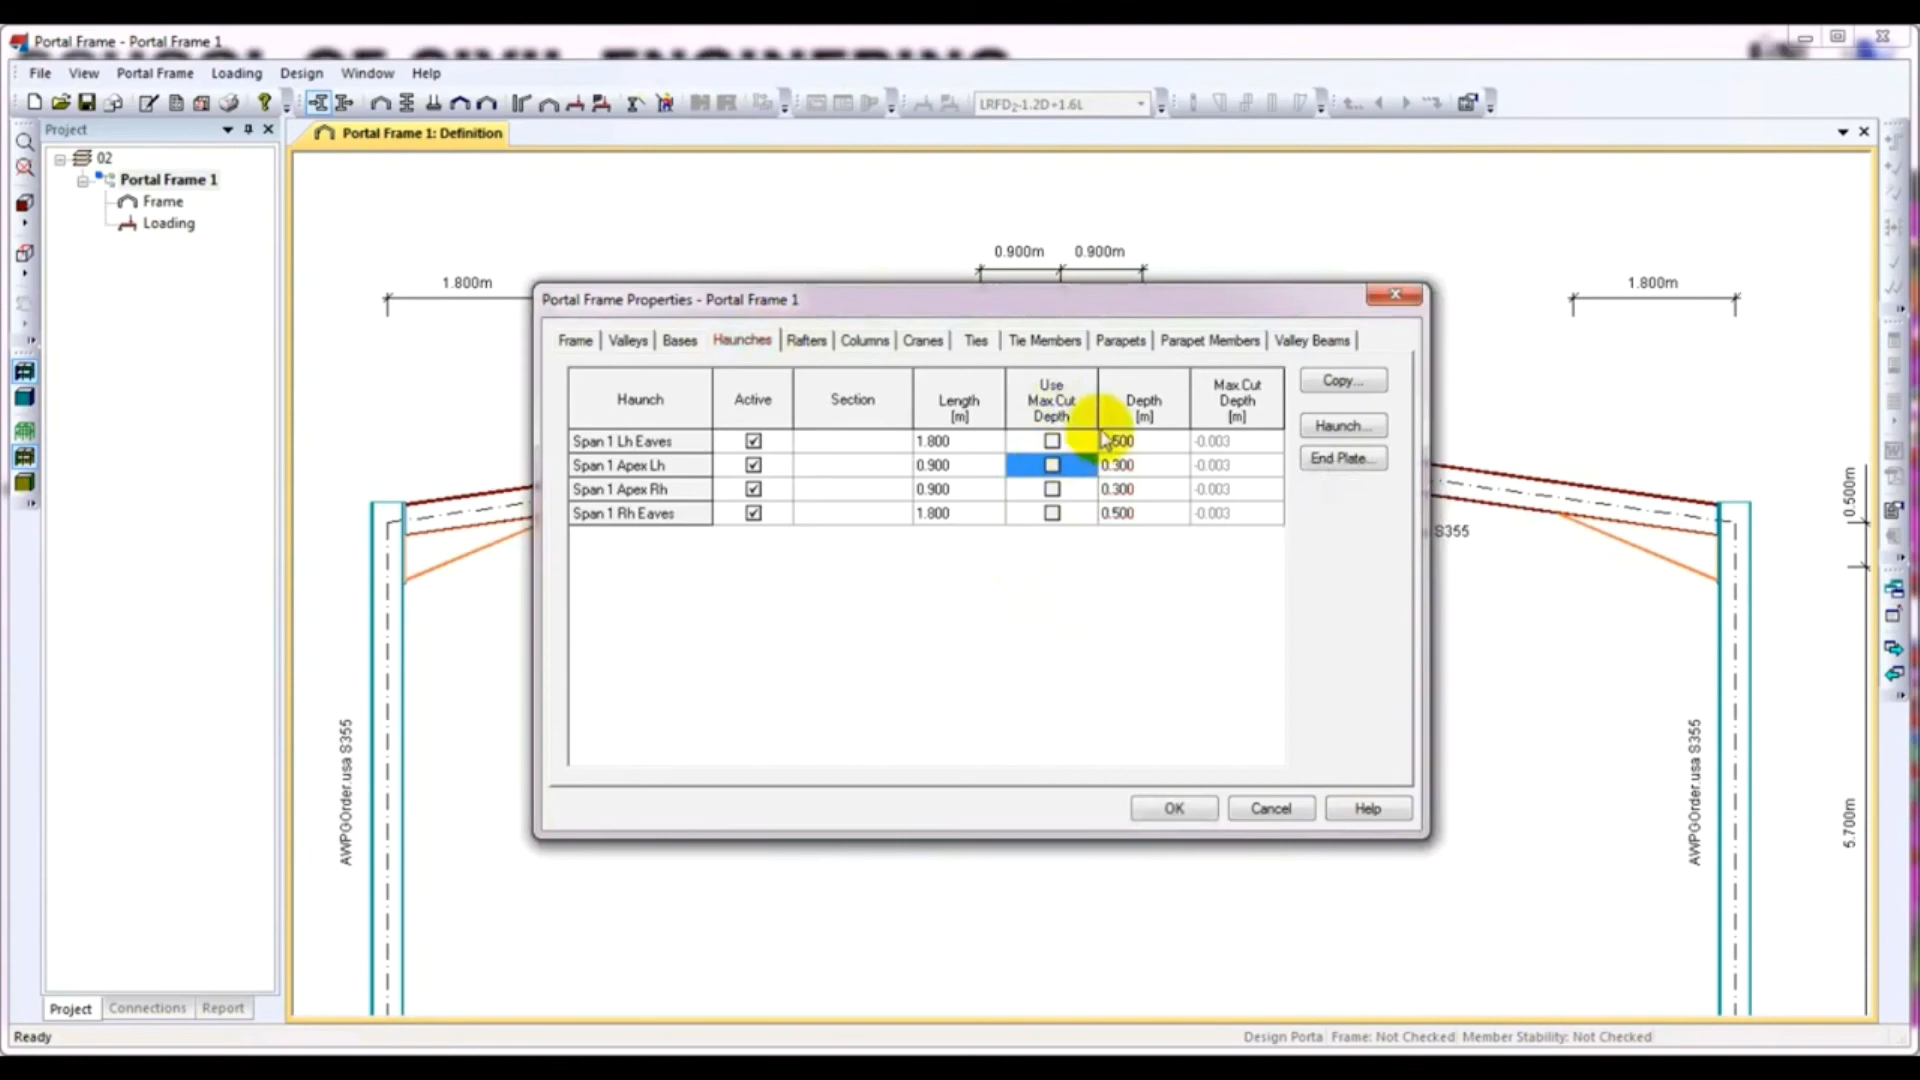 Portal Frame - Portal Frame 1
File View Portal Frame Loading Design Window Help
LRFD2-1.2D+1.6L
Project
Portal Frame 1: Definition
02
Portal Frame 1
Frame
Loading
0.900m 0.900m
1.800m
1.800m
Portal Frame Properties - Portal Frame 1
Frame Valleys Bases Haunches Rafters Columns Cranes Ties Tie Members Parapets Parapet Members Valley Beams
Haunch Active Section Length [m] Use Max.Cut Depth Depth [m] Max.Cut Depth [m]
Span 1 Lh Eaves 1.800 .500 -0.003
Span 1 Apex Lh 0.900 0.300 -0.003
Span 1 Apex Rh 0.900 0.300 -0.003
Span 1 Rh Eaves 1.800 0.500 -0.003
Copy...
Haunch...
End Plate...
OK Cancel Help
S355
0.500m
5.700m
AWPGOrder.usa S355
AWPGOrder.usa S355
Project Connections Report
Ready
Design Porta Frame: Not Checked Member Stability: Not Checked